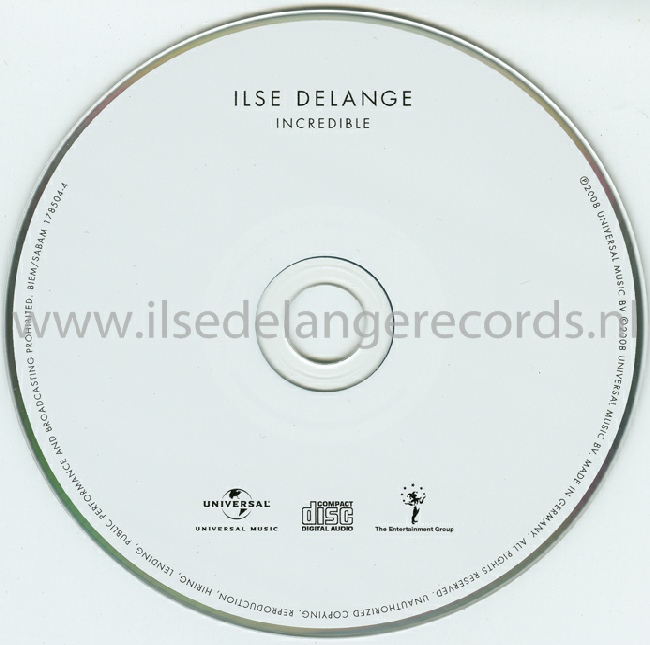 ILSE DELANGE
INCREDIBLE
℗2008 UNIVERSAL MUSIC BV ©2008 UNIVERSAL MUSIC BV. MADE IN GERMANY. ALL RIGHTS RESERVED. UNAUTHORIZED COPYING, REPRODUCTION, HIRING, LENDING, PUBLIC PERFORMANCE AND BROADCASTING PROHIBITED. BIEM/SABAM 178504-4
www.ilsedelangerecords.nl
UNIVERSAL
UNIVERSAL MUSIC
COMPACT
disc
DIGITAL AUDIO
The Entertainment Group